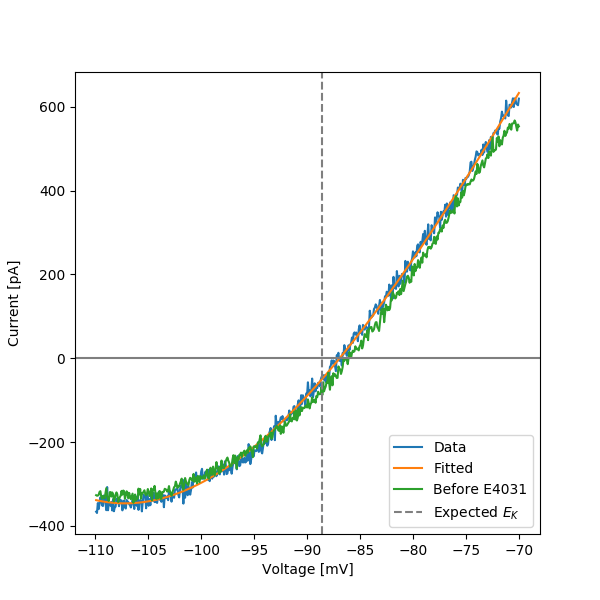 600
400
200
0
−200
−400
Current [pA]
−110
−105
−100
−95
−90
−85
−80
−75
−70
Voltage [mV]
Data
Fitted
Before E4031
Expected E_K